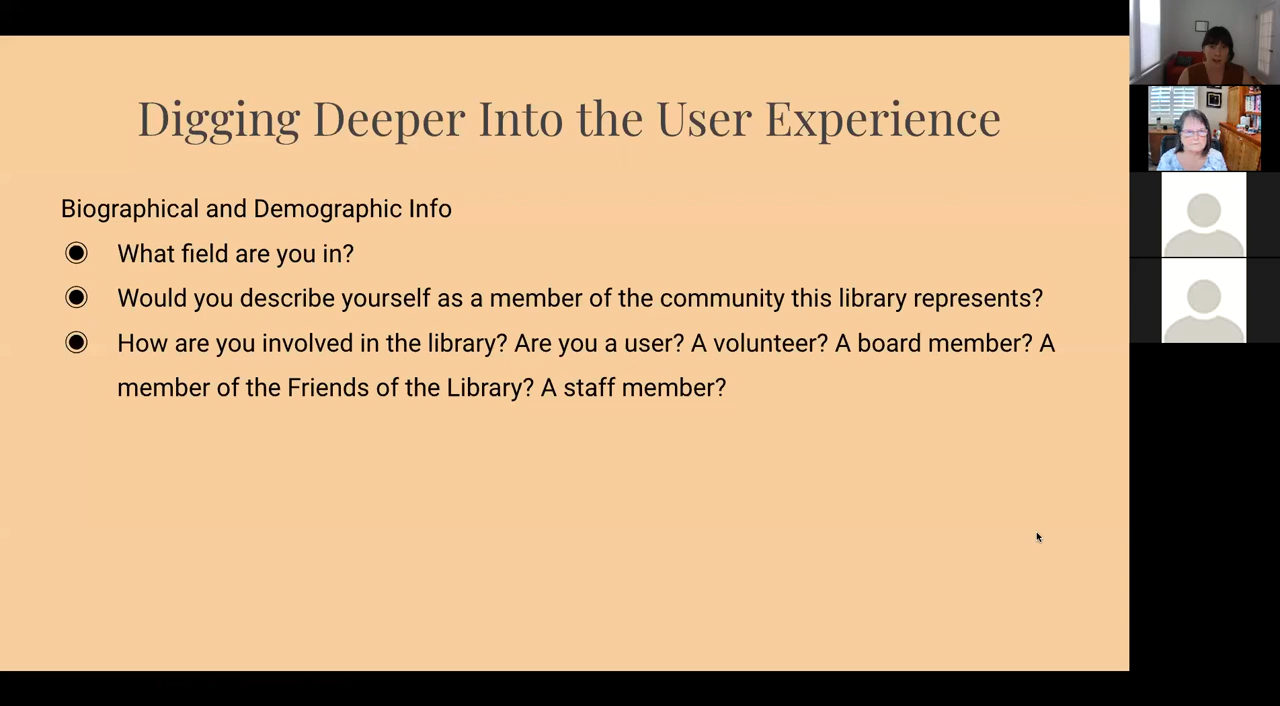 Digging Deeper Into the User Experience
Biographical and Demographic Info
What field are you in?
Would you describe yourself as a member of the community this library represents?
How are you involved in the library? Are you a user? A volunteer? A board member? A
member of the Friends of the Library? A staff member?